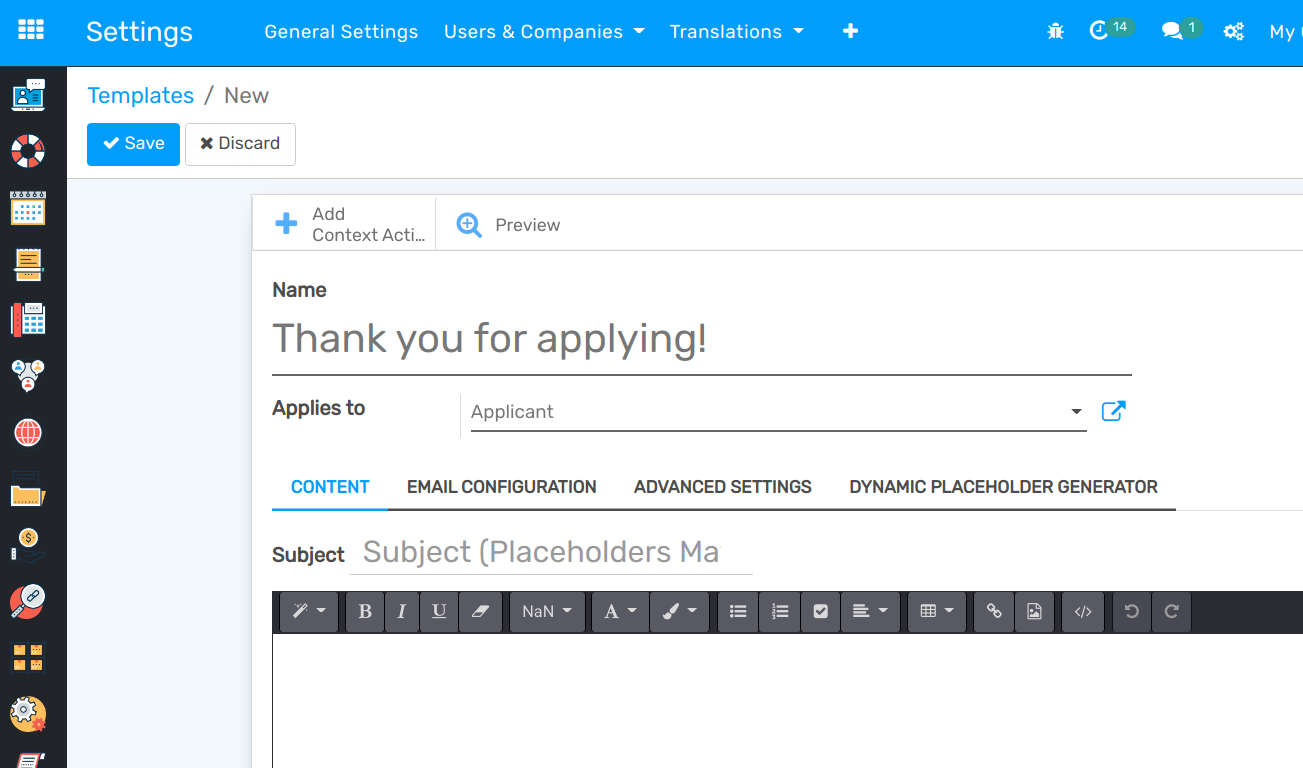 Settings General Settings Users & Companies Translations 14 1 My
Templates / New
Save Discard
Add
Context Acti... Preview
Name
Thank you for applying!
Applies to Applicant
CONTENT EMAIL CONFIGURATION ADVANCED SETTINGS DYNAMIC PLACEHOLDER GENERATOR
Subject Subject (Placeholders Ma
B I U NaN A </>